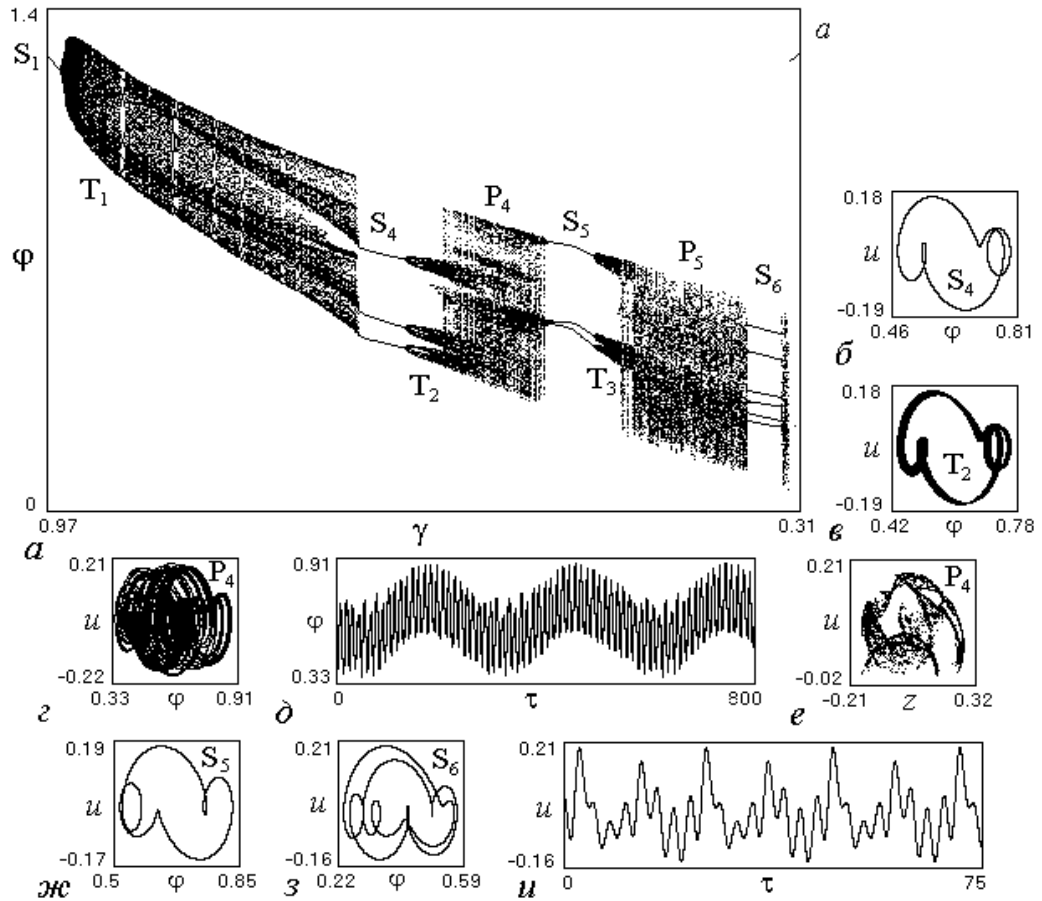 1.4
a
S1
T1
S4
P4
S5
P5
S6
φ
T2
T3
0
0.97
γ
0.31
а
0.18
u
S4
-0.19
0.46
φ
0.81
б
0.18
u
T2
-0.19
0.42
φ
0.78
в
0.21
P4
u
-0.22
0.33
φ
0.91
г
0.91
φ
0.33
0
τ
800
д
0.21
P4
u
-0.02
-0.21
z
0.32
е
0.19
S5
u
-0.17
0.5
φ
0.85
ж
0.21
S6
u
-0.16
0.22
φ
0.59
з
0.21
u
-0.16
0
τ
75
и